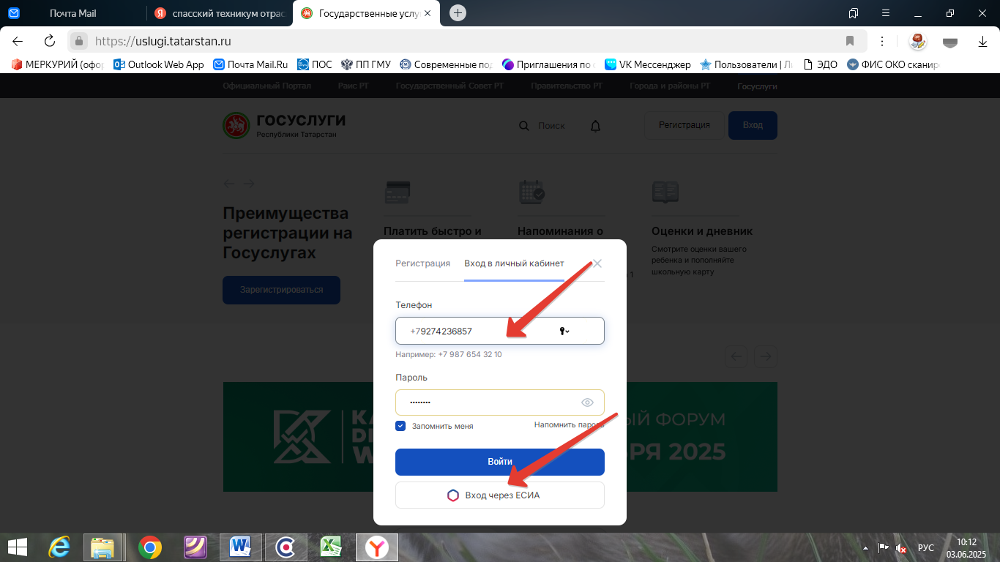 Почта Mail
спасский техникум отрас
Государственные услу
https://uslugi.tatarstan.ru
МЕРКУРИЙ (офор
Outlook Web App
Почта Mail.Ru
ПОС
ПП ГМУ
Современные под
Приглашения по
VK Мессенджер
Пользователи | Ли
ЭДО
ФИС ОКО сканир
Официальный Портал
Раис РТ
Государственный Совет РТ
Правительство РТ
Города и районы РТ
Госуслуги
ГОСУСЛУГИ
Республики Татарстан
Поиск
Регистрация
Вход
Преимущества
регистрации на
Госуслугах
Зарегистрироваться
Платить быстро и
Напоминания о
Оценки и дневник
Смотрите оценки вашего
ребенка и пополняйте
школьную карту
Регистрация
Вход в личный кабинет
Телефон
+79274236857
Например: +7 987 654 32 10
Пароль
••••••••
Запомнить меня
Напомнить пароль
Войти
Вход через ЕСИА
КА
DE
W
ЫЙ ФОРУМ
БРЯ 2025
РУС
10:12
03.06.2025